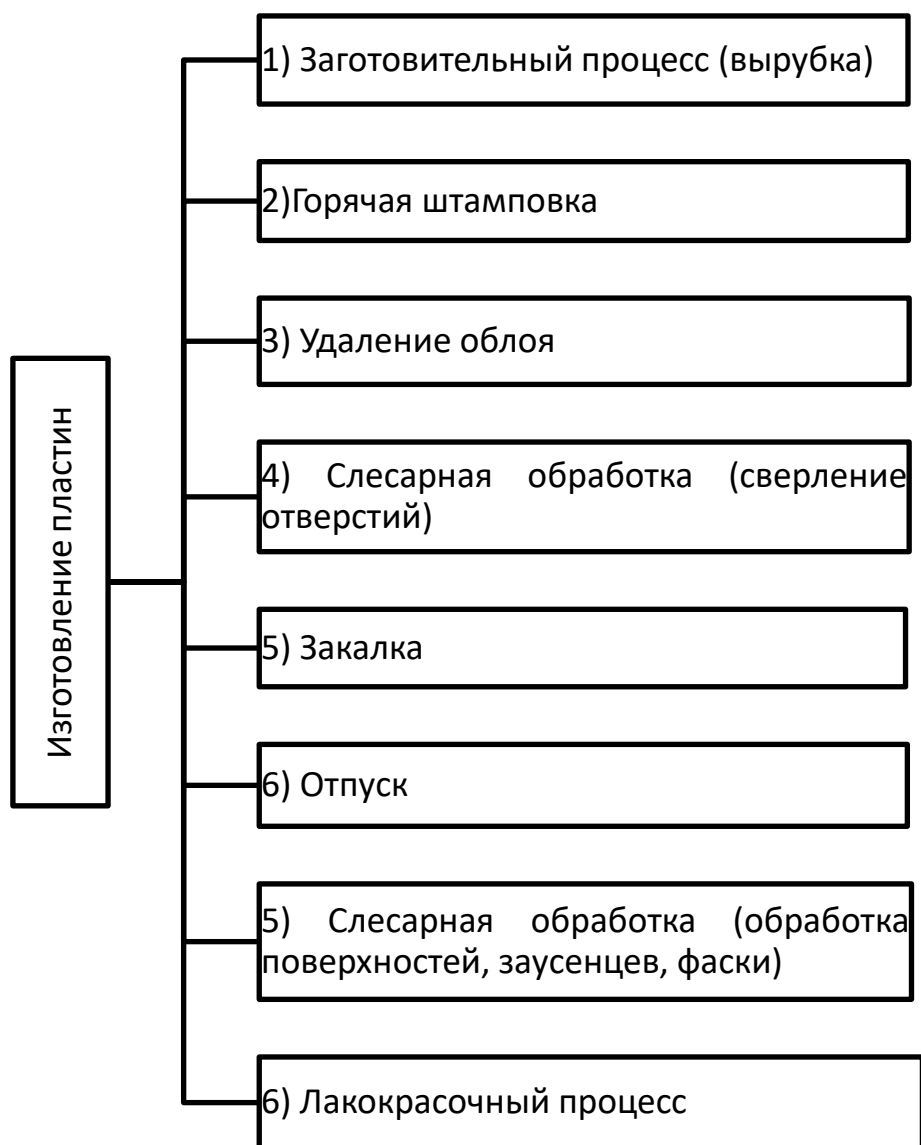 1) Заготовительный процесс (вырубка)
2)Горячая штамповка
3) Удаление облоя
Изготовление пластин
4) Слесарная обработка (сверление
отверстий)
5) Закалка
6) Отпуск
5) Слесарная обработка (обработка
поверхностей, заусенцев, фаски)
6) Лакокрасочный процесс